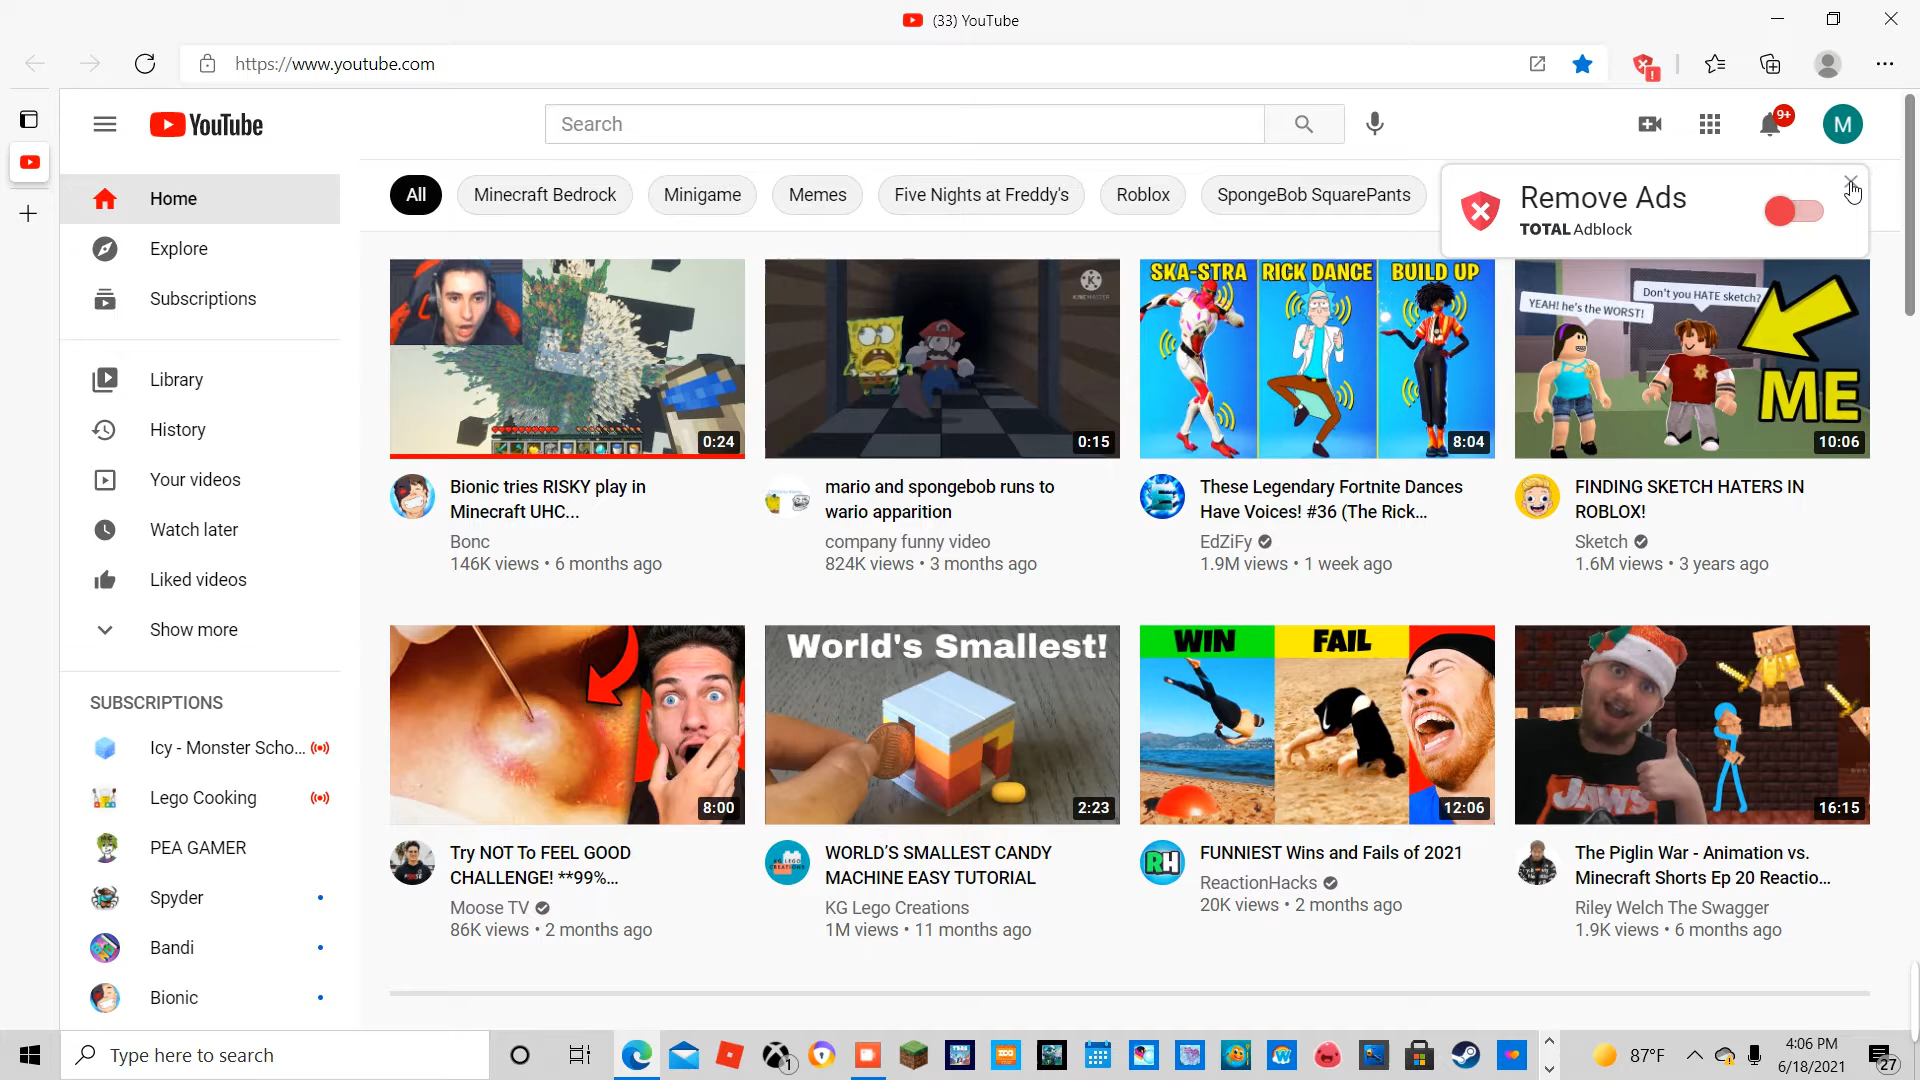 (33) YouTube
https://www.youtube.com
YouTube
Search
9+
M
Home
Explore
Subscriptions
Library
History
Your videos
Watch later
Liked videos
Show more
SUBSCRIPTIONS
Icy - Monster Scho...
Lego Cooking
PEA GAMER
Spyder
Bandi
Bionic
All
Minecraft Bedrock
Minigame
Memes
Five Nights at Freddy's
Roblox
SpongeBob SquarePants
Remove Ads
TOTAL Adblock
0:24
Bionic tries RISKY play in
Minecraft UHC...
Bonc
146K views • 6 months ago
KINEMASTER
0:15
mario and spongebob runs to
wario apparition
company funny video
824K views • 3 months ago
SKA-STRA
RICK DANCE
BUILD UP
8:04
These Legendary Fortnite Dances
Have Voices! #36 (The Rick...
EdZiFy
1.9M views • 1 week ago
YEAH! he's the WORST!
Don't you HATE sketch?
ME
10:06
FINDING SKETCH HATERS IN
ROBLOX!
Sketch
1.6M views • 3 years ago
8:00
Try NOT To FEEL GOOD
CHALLENGE! **99%...
Moose TV
86K views • 2 months ago
World's Smallest!
2:23
WORLD'S SMALLEST CANDY
MACHINE EASY TUTORIAL
KG Lego Creations
1M views • 11 months ago
WIN
FAIL
12:06
RH
FUNNIEST Wins and Fails of 2021
ReactionHacks
20K views • 2 months ago
JAWS
16:15
The Piglin War - Animation vs.
Minecraft Shorts Ep 20 Reactio...
Riley Welch The Swagger
1.9K views • 6 months ago
Type here to search
1
87°F
4:06 PM
6/18/2021
27